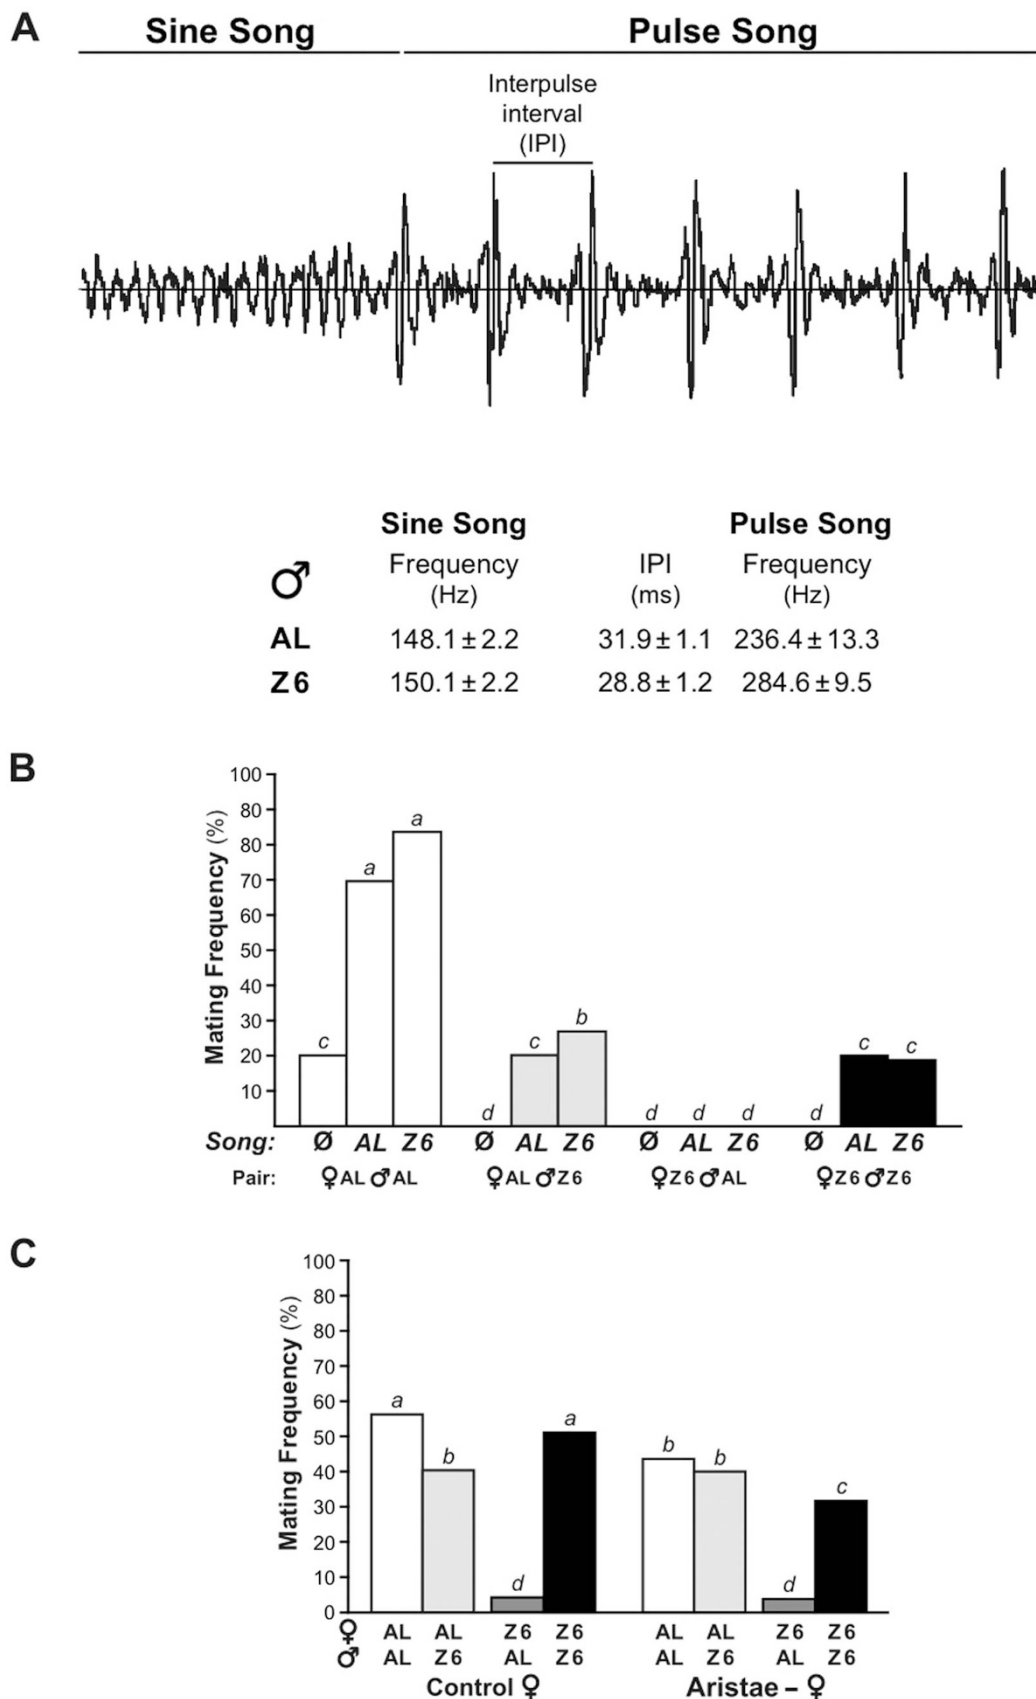 A
Sine Song Pulse Song
Interpulse
interval
(IPI)
Sine Song Pulse Song
Frequency IPI Frequency
♂ (Hz) (ms) (Hz)
AL 148.1±2.2 31.9±1.1 236.4±13.3
Z6 150.1±2.2 28.8±1.2 284.6±9.5
B
Mating Frequency (%)
100
80
80
70
60
50
40
30
20
10
c a a d c b d d d d c c
Song: Ø AL Z6 Ø AL Z6 Ø AL Z6 Ø AL Z6
Pair: ♀AL♂AL ♀AL♂Z6 ♀Z6♂AL ♀Z6♂Z6
C
Mating Frequency (%)
100
80
80
70
60
50
40
30
20
10
0
a b d a b b d c
♀ AL AL Z6 Z6 AL AL Z6 Z6
♂ AL Z6 AL Z6 AL Z6 AL Z6
Control ♀ Aristae – ♀